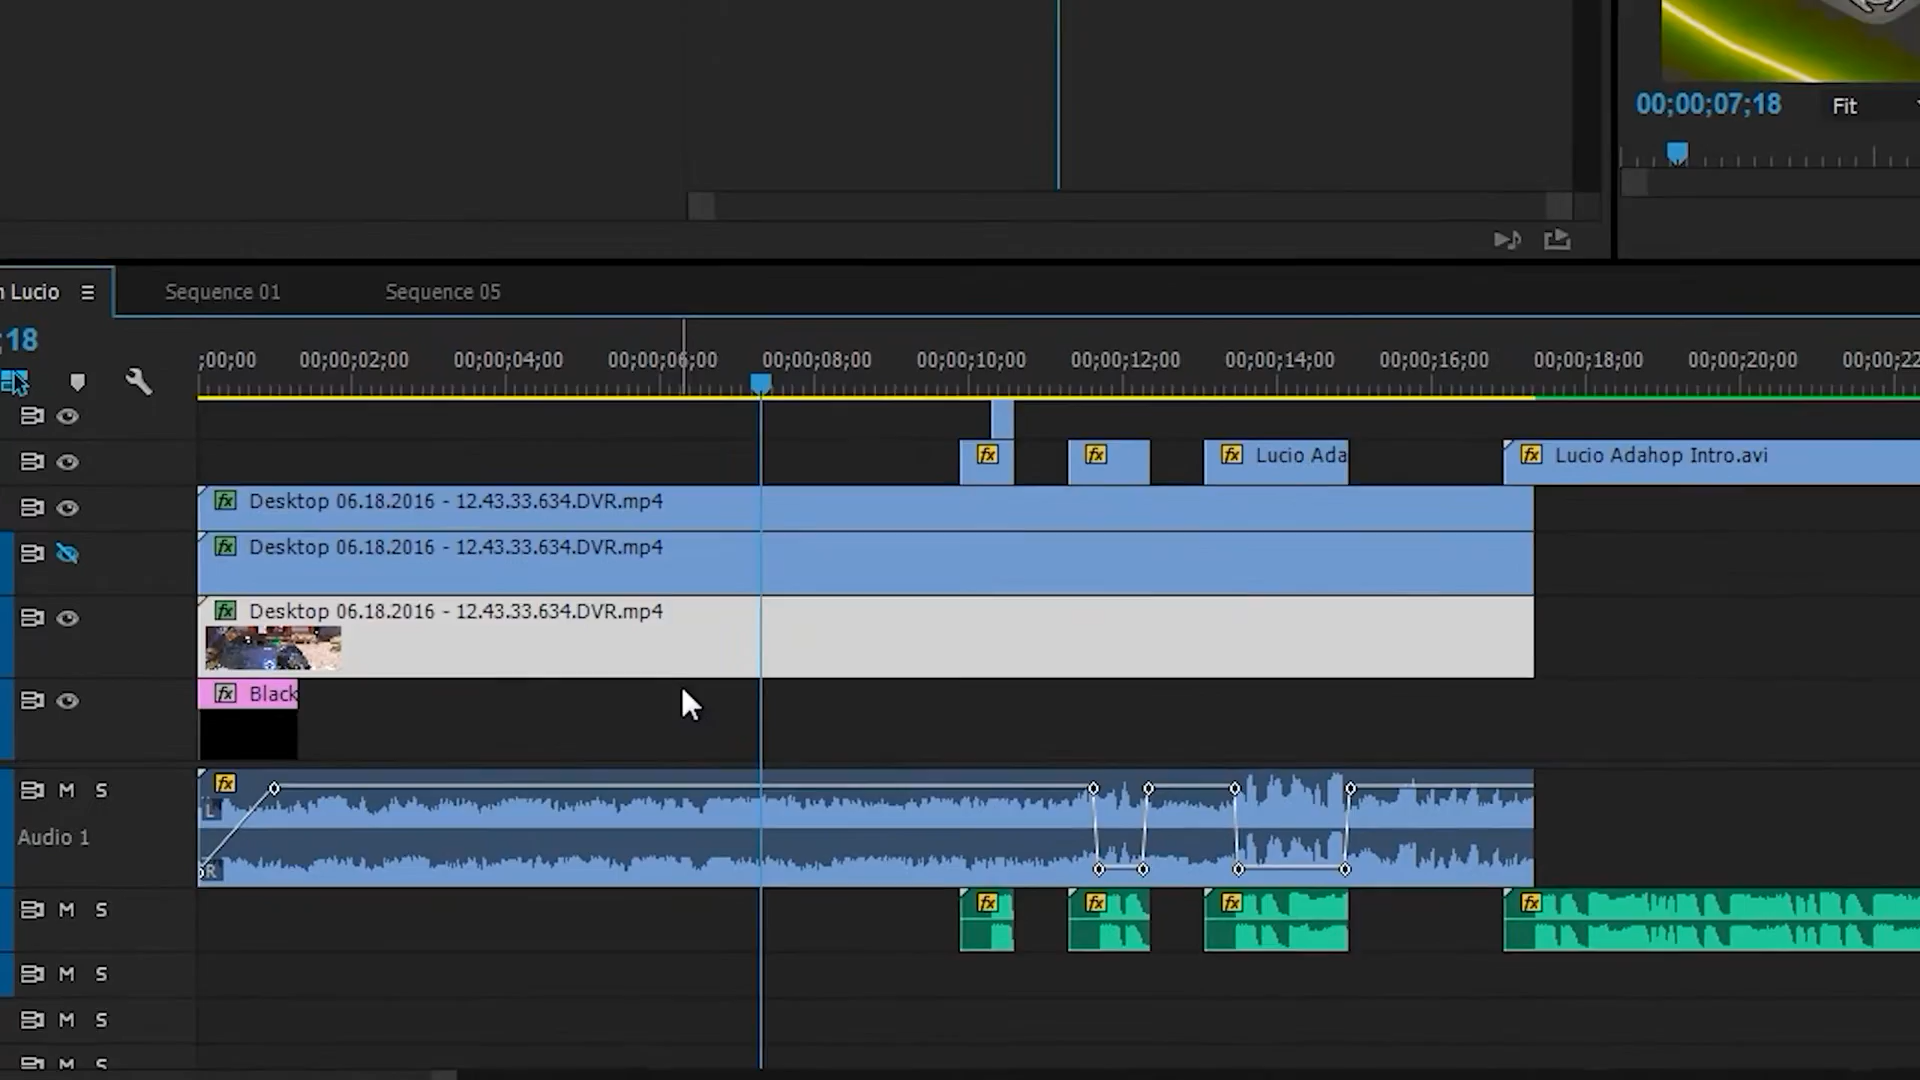 00;00;07;18 Fit
n Lucio Sequence 01 Sequence 05
;18
;00;00 00;00;02;00 00;00;04;00 00;00;06;00 00;00;08;00 00;00;10;00 00;00;12;00 00;00;14;00 00;00;16;00 00;00;18;00 00;00;20;00 00;00;22
fx fx fx Lucio Ada fx Lucio Adahop Intro.avi
fx Desktop 06.18.2016 - 12.43.33.634.DVR.mp4
fx Desktop 06.18.2016 - 12.43.33.634.DVR.mp4
fx Desktop 06.18.2016 - 12.43.33.634.DVR.mp4
fx Black
M S fx
L
Audio 1
R
M S fx fx fx fx
M S
M S
M S